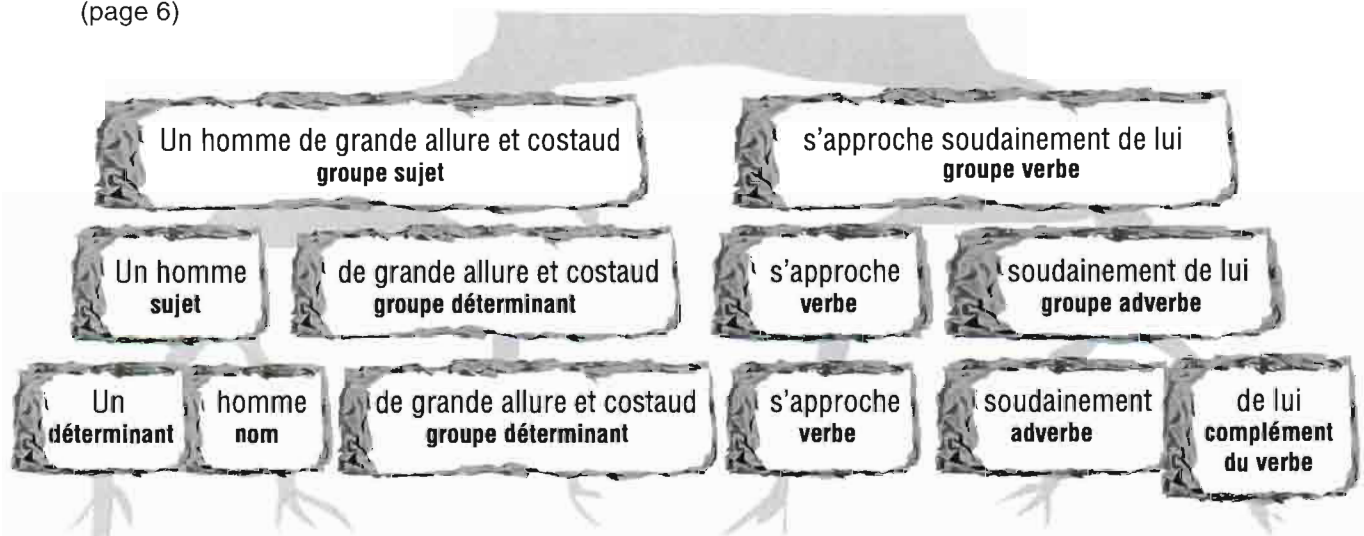 (page 6)
Un homme de grande allure et costaud
groupe sujet
s'approche soudainement de lui
groupe verbe
Un homme
sujet
de grande allure et costaud
groupe déterminant
s'approche
verbe
soudainement de lui
groupe adverbe
Un
déterminant
homme
nom
de grande allure et costaud
groupe déterminant
s'approche
verbe
soudainement
adverbe
de lui
complément
du verbe